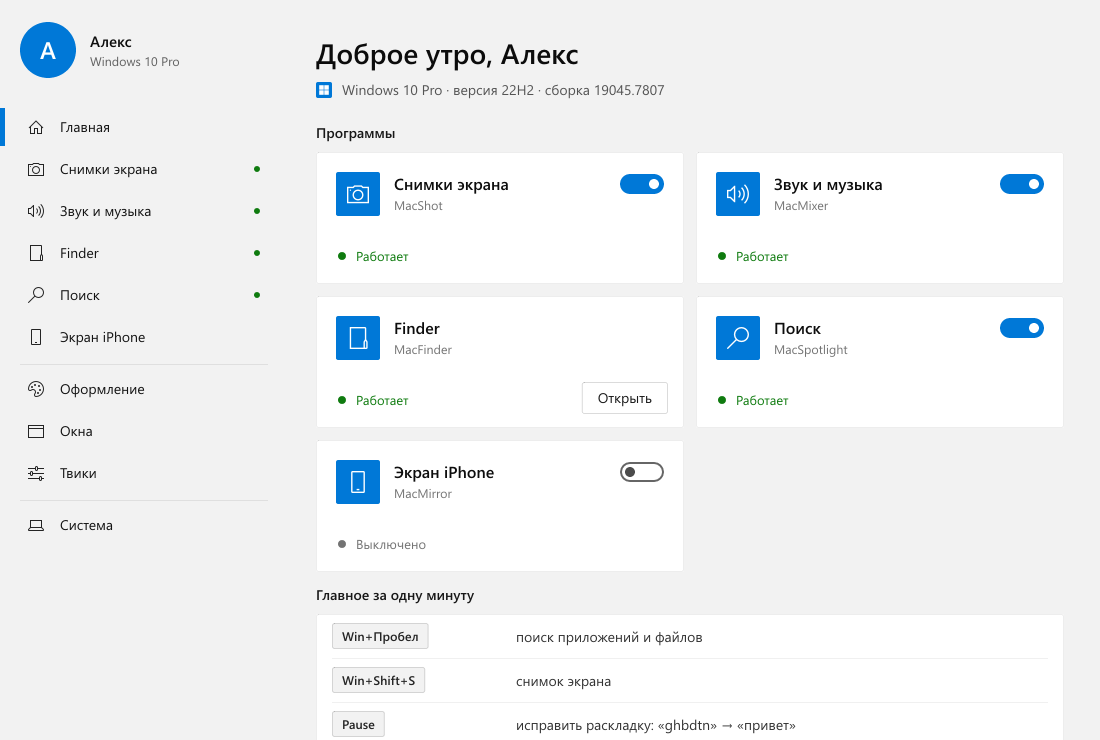 А
Алекс
Windows 10 Pro
Главная
Снимки экрана
Звук и музыка
Finder
Поиск
Экран iPhone
Оформление
Окна
Твики
Система
Доброе утро, Алекс
Windows 10 Pro · версия 22H2 · сборка 19045.7807
Программы
Снимки экрана
MacShot
Работает
Звук и музыка
MacMixer
Работает
Finder
MacFinder
Работает
Открыть
Поиск
MacSpotlight
Работает
Экран iPhone
MacMirror
Выключено
Главное за одну минуту
Win+Пробел поиск приложений и файлов
Win+Shift+S снимок экрана
Pause исправить раскладку: «ghbdtn» → «привет»